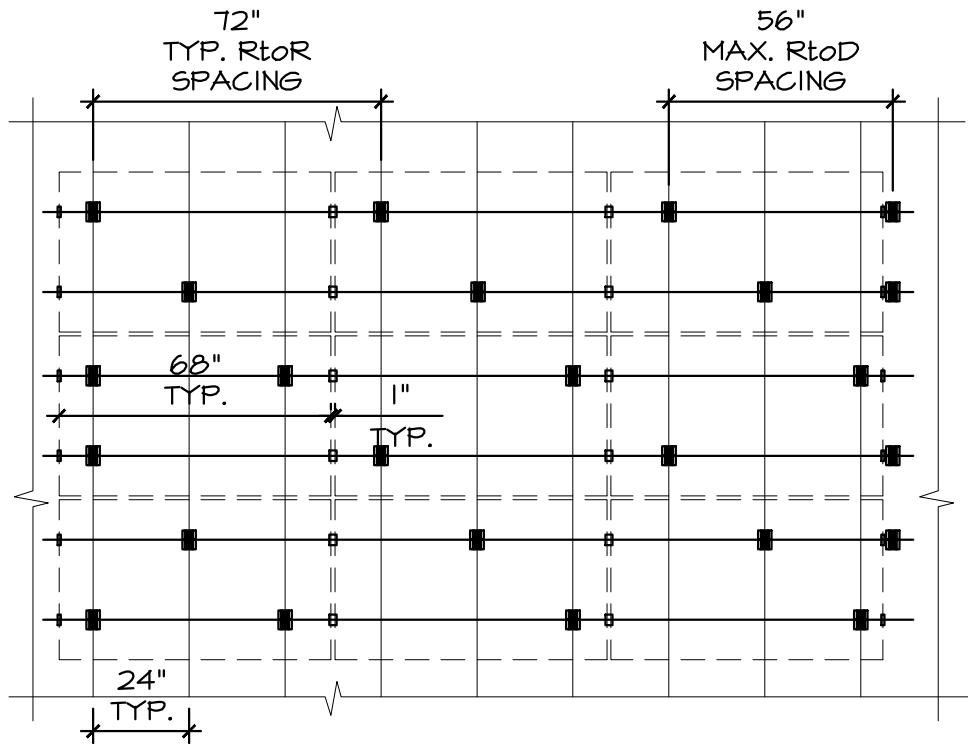 72"
TYP. RtoR
SPACING
56"
MAX. RtoD
SPACING
68"
TYP.
1"
TYP.
24"
TYP.